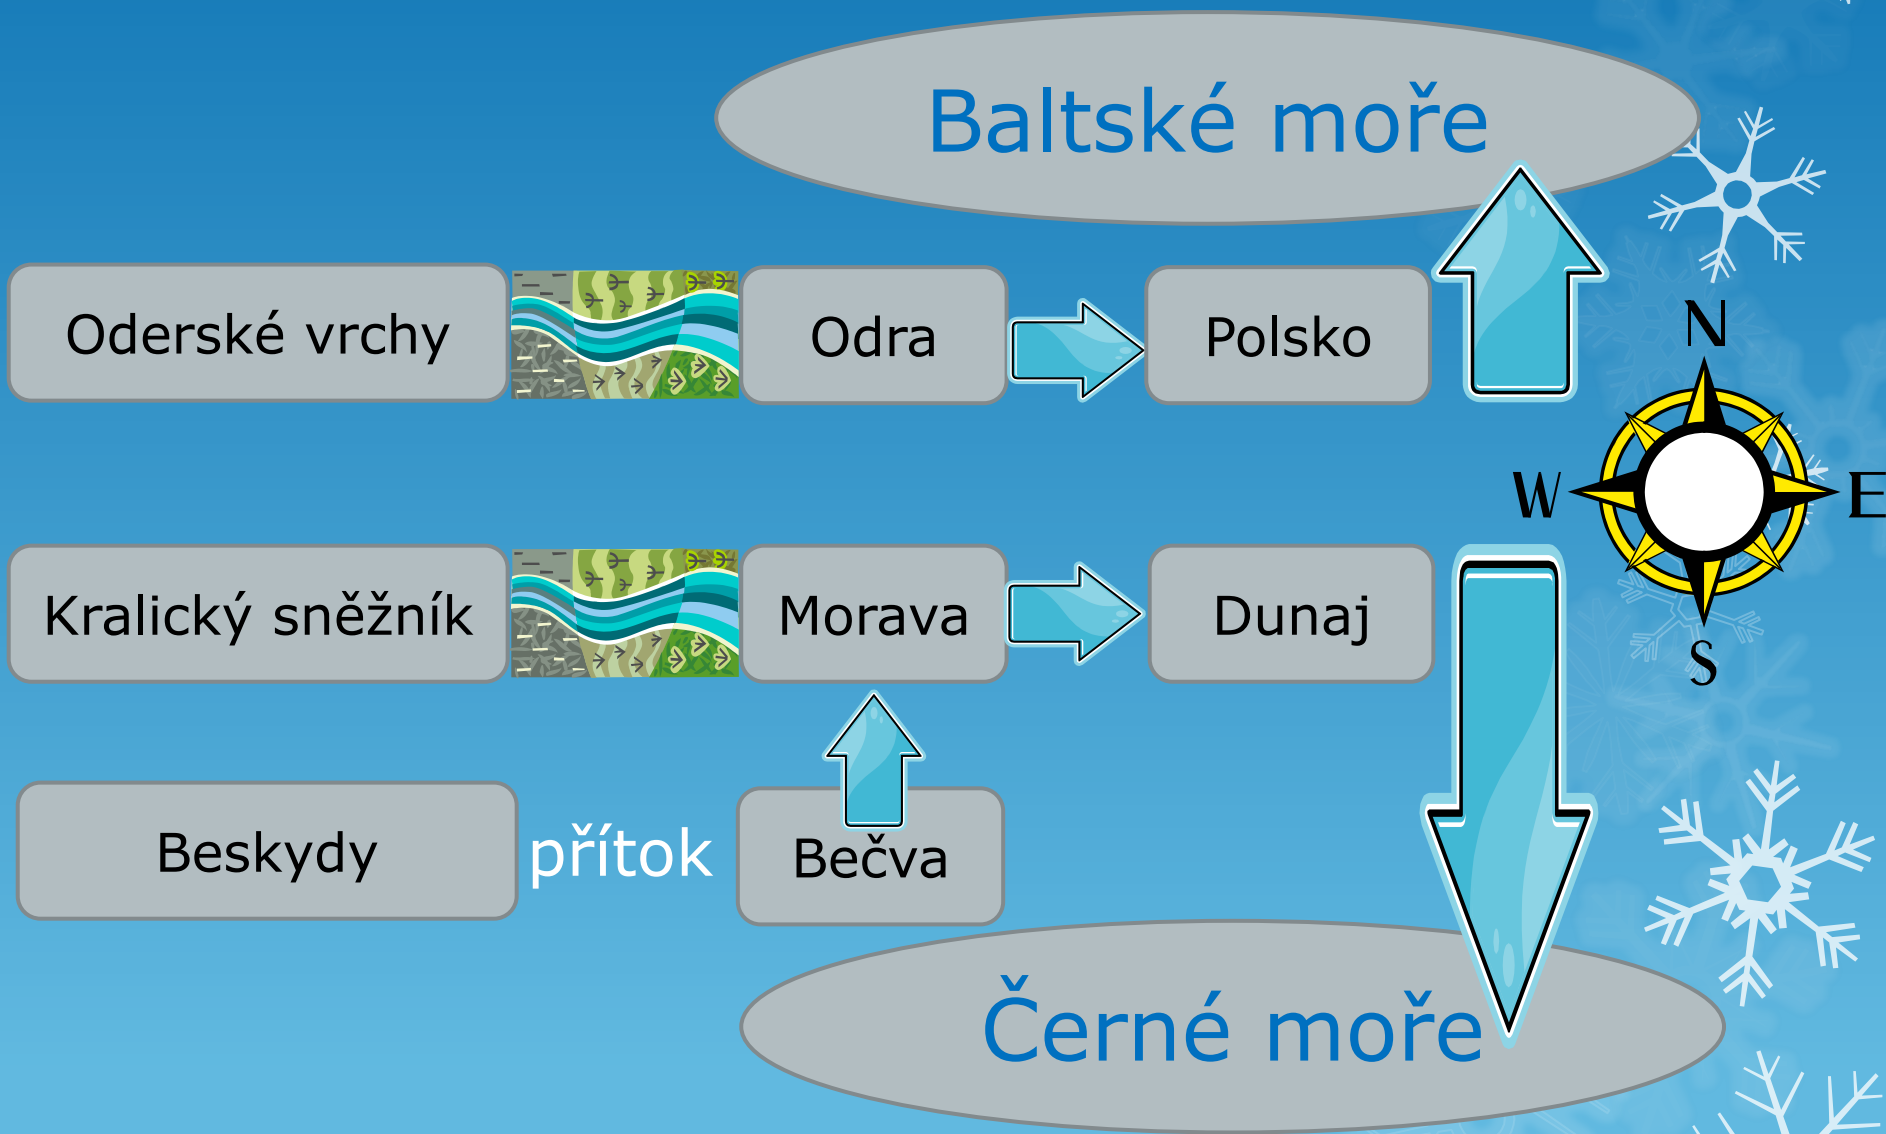 Baltské moře
Oderské vrchy
Odra
Polsko
N
W
E
S
Kralický sněžník
Morava
Dunaj
Beskydy
přítok
Bečva
Černé moře